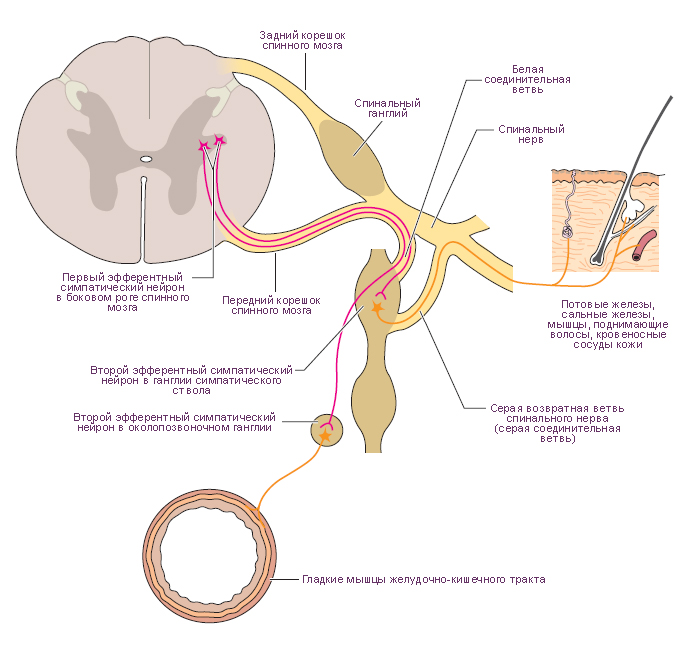 Задний корешок
спинного мозга
Белая
соединительная
ветвь
Спинальный
ганглий
Спинальный
нерв
Первый эфферентный
симпатический нейрон
в боковом роге спинного
мозга
Передний корешок
спинного мозга
Потовые железы,
сальные железы,
мышцы, поднимающие
волосы, кровеносные
сосуды кожи
Второй эфферентный симпатический
нейрон в ганглии симпатического
ствола
Второй эфферентный симпатический
нейрон в околопозвоночном ганглии
Серая возвратная ветвь
спинального нерва
(серая соединительная
ветвь)
Гладкие мышцы желудочно-кишечного тракта